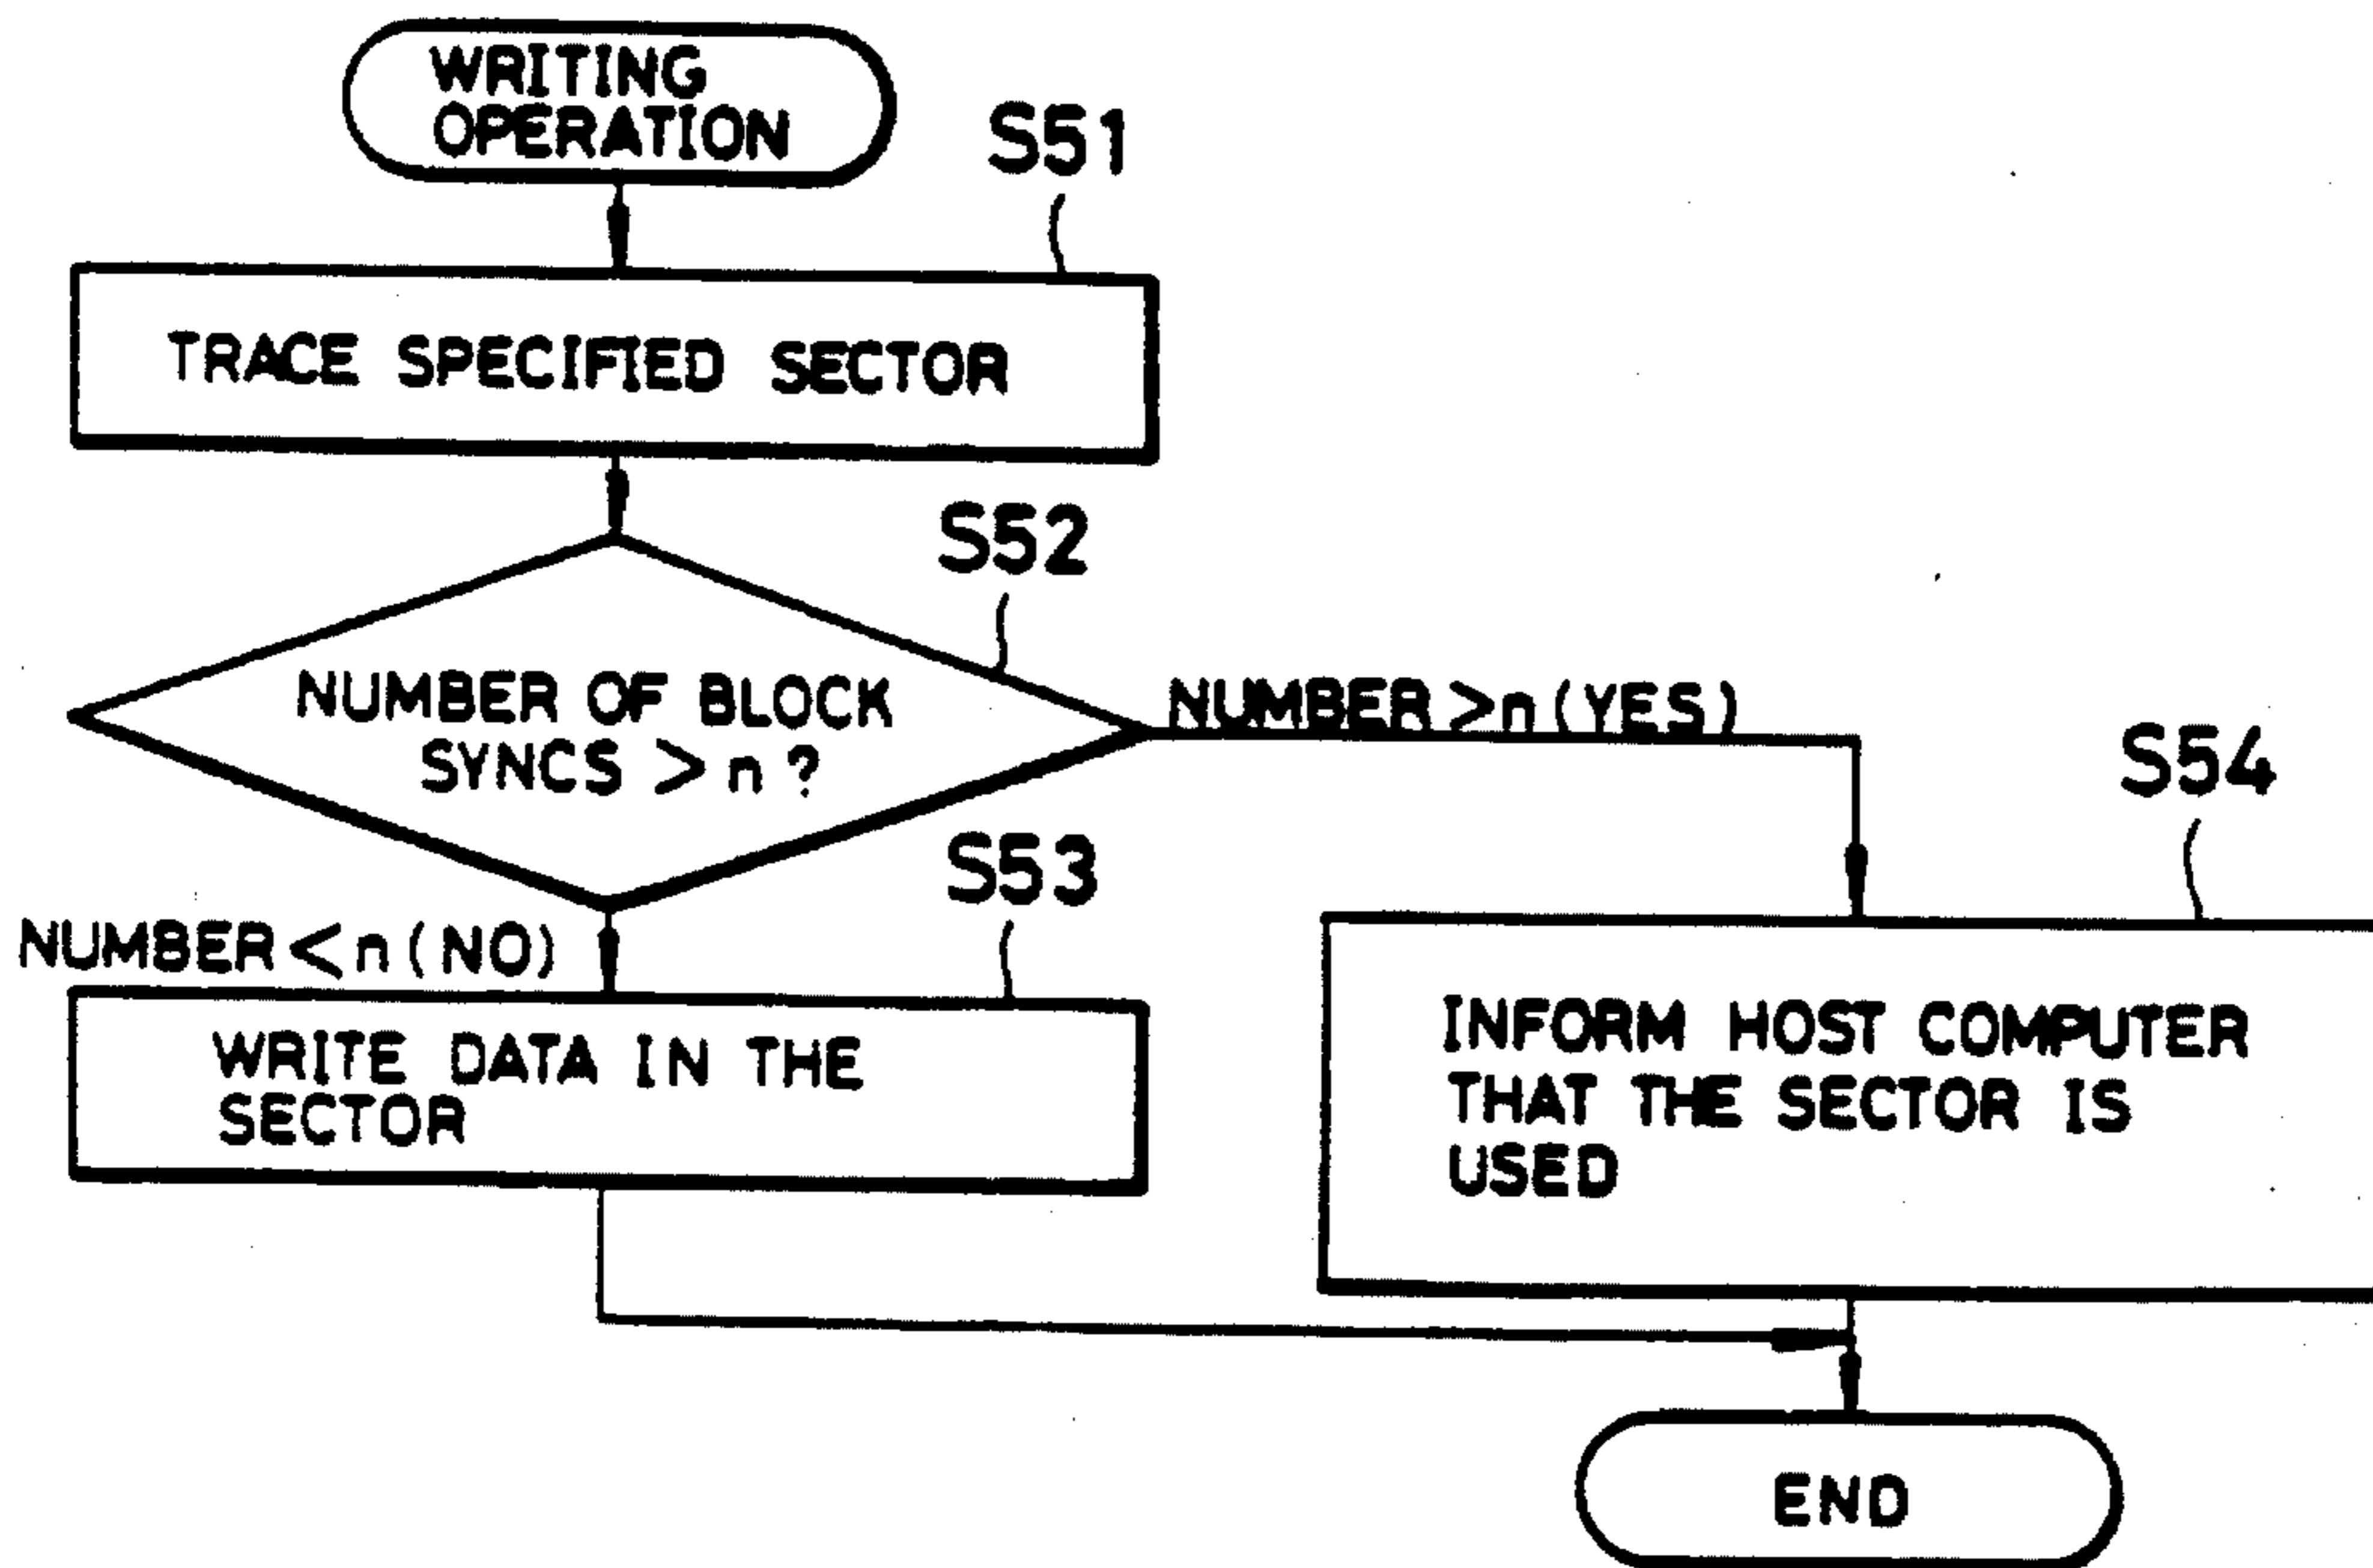 WRITING
OPERATION
S51
TRACE SPECIFIED SECTOR
S52
NUMBER OF BLOCK
SYNCS > n ?
NUMBER > n (YES)
S54
S53
NUMBER < n (NO)
WRITE DATA IN THE
SECTOR
INFORM HOST COMPUTER
THAT THE SECTOR IS
USED
END